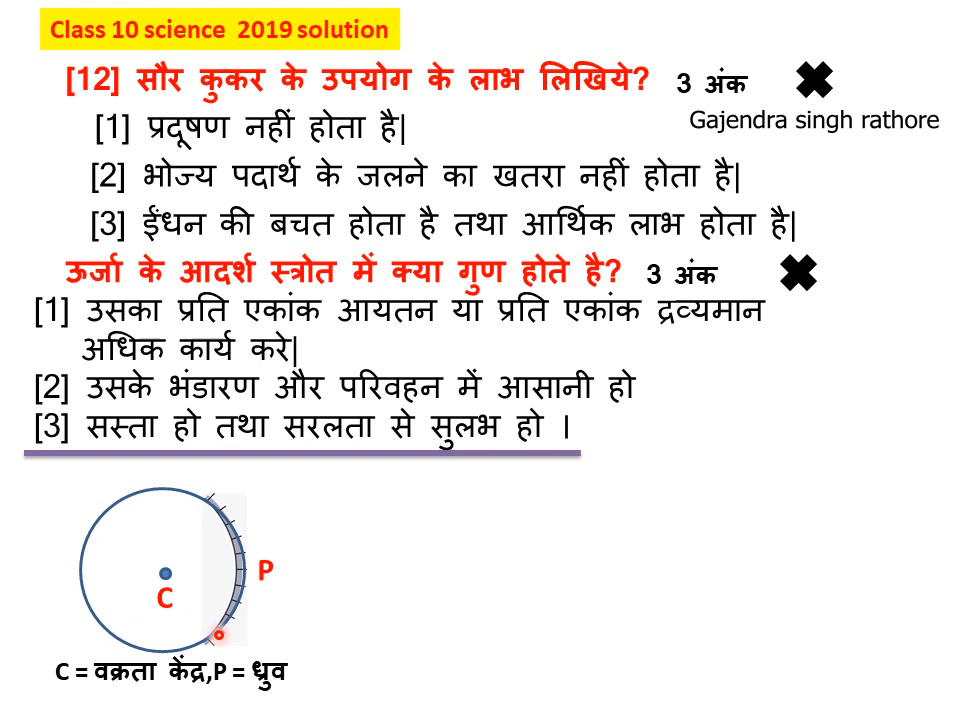 Class 10 science 2019 solution
[12] सौर कुकर के उपयोग के लाभ लिखिये? 3 अंक
Gajendra singh rathore
[1] प्रदूषण नहीं होता है|
[2] भोज्य पदार्थ के जलने का खतरा नहीं होता है|
[3] ईंधन की बचत होता है तथा आर्थिक लाभ होता है|
ऊर्जा के आदर्श स्त्रोत में क्या गुण होते है? 3 अंक
[1] उसका प्रति एकांक आयतन या प्रति एकांक द्रव्यमान
अधिक कार्य करे|
[2] उसके भंडारण और परिवहन में आसानी हो
[3] सस्ता हो तथा सरलता से सुलभ हो ।
P
C
C = वक्रता केंद्र,P = ध्रुव